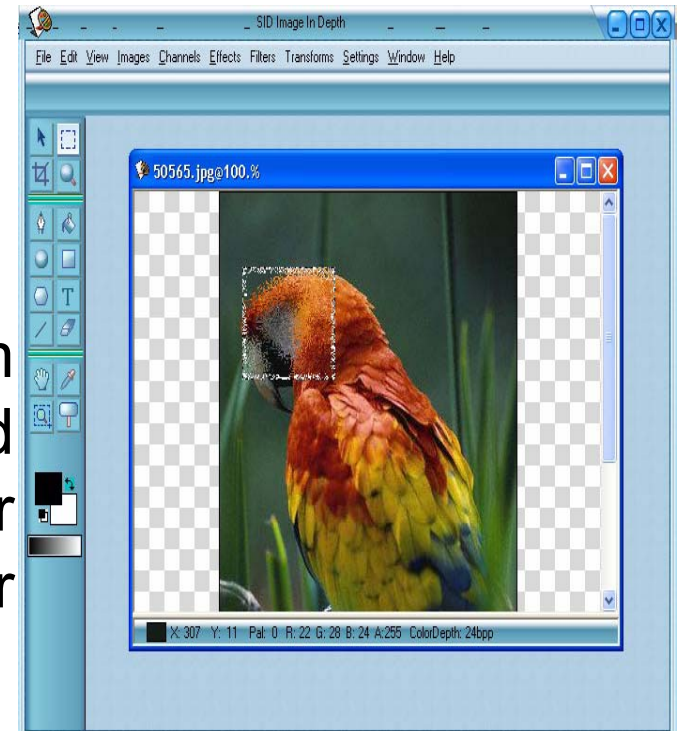 SID Image In Depth
File Edit View Images Channels Effects Filters Transforms Settings Window Help
50565.jpg@100.%
T
n
d
r
r
X: 307 Y: 11 Pal: 0 R: 22 G: 28 B: 24 A:255 ColorDepth: 24bpp